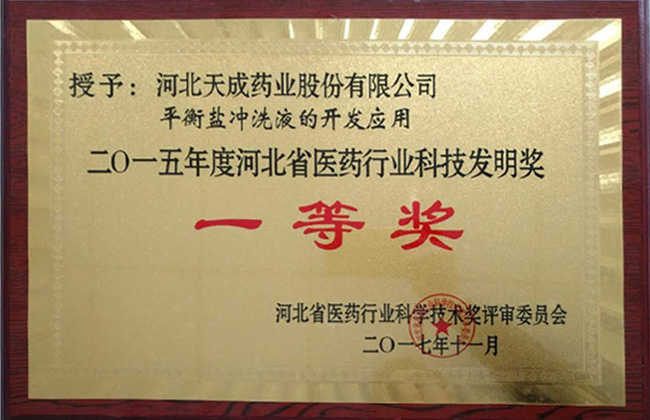 授予：河北天成药业股份有限公司
平衡盐冲洗液的开发应用
二〇一五年度河北省医药行业科技发明奖
一等奖
河北省医药行业科学技术奖评审委员会
二〇一七年十一月